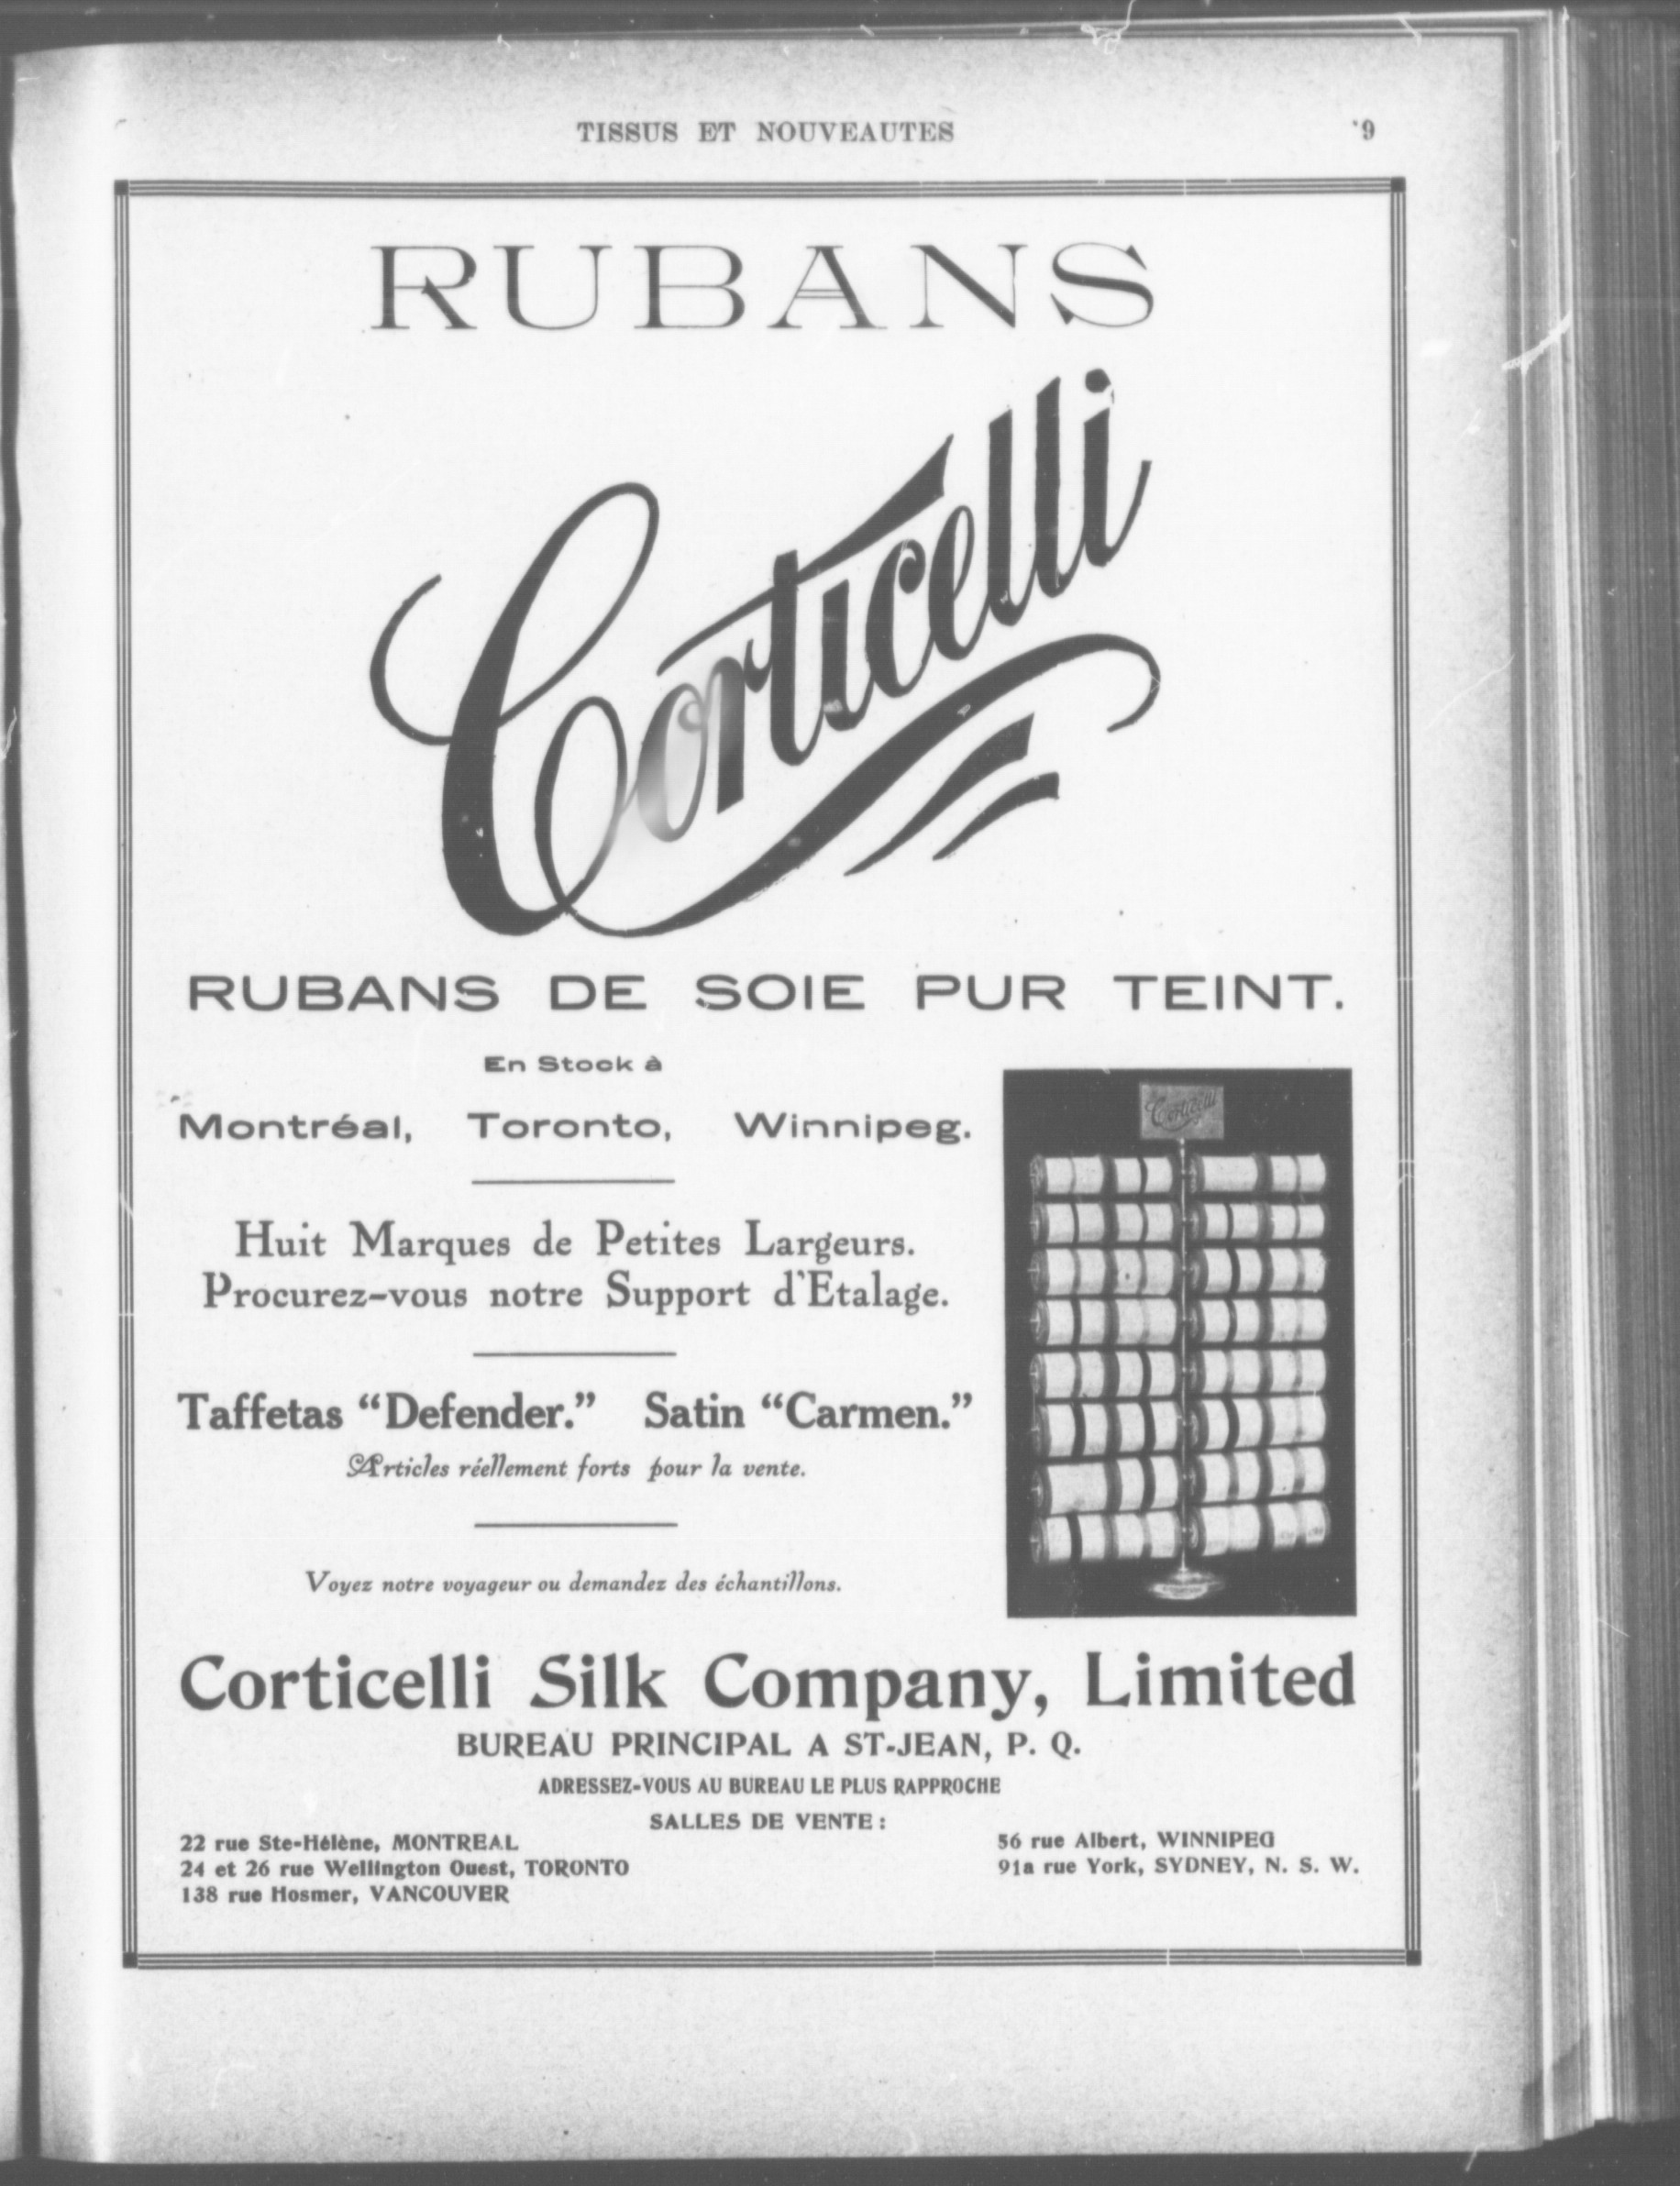 TISSUS ET NOUVEAUTES 9
RUBANS
Corticelli
RUBANS DE SOIE PUR TEINT.
En Stock à
Montréal, Toronto, Winnipeg.
Huit Marques de Petites Largeurs.
Procurez-vous notre Support d'Etalage.
Taffetas “Defender.” Satin “Carmen.”
Articles réellement forts pour la vente.
Voyez notre voyageur ou demandez des échantillons.
Corticelli
Corticelli Silk Company, Limited
BUREAU PRINCIPAL A ST-JEAN, P. Q.
ADRESSEZ-VOUS AU BUREAU LE PLUS RAPPROCHE
SALLES DE VENTE :
22 rue Ste-Hélène, MONTREAL
24 et 26 rue Wellington Ouest, TORONTO
138 rue Hosmer, VANCOUVER
56 rue Albert, WINNIPEG
91a rue York, SYDNEY, N. S. W.